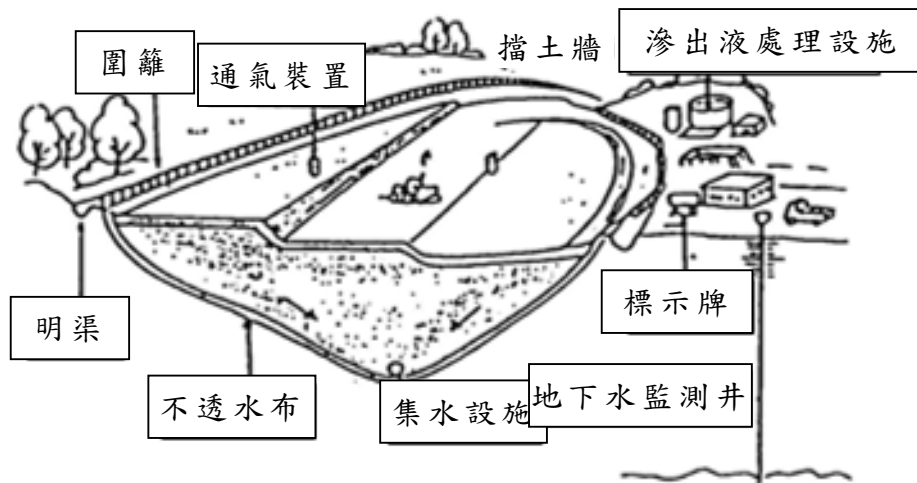 圍籬
通氣裝置
擋土牆
滲出液處理設施
明渠
標示牌
不透水布
集水設施
地下水監測井